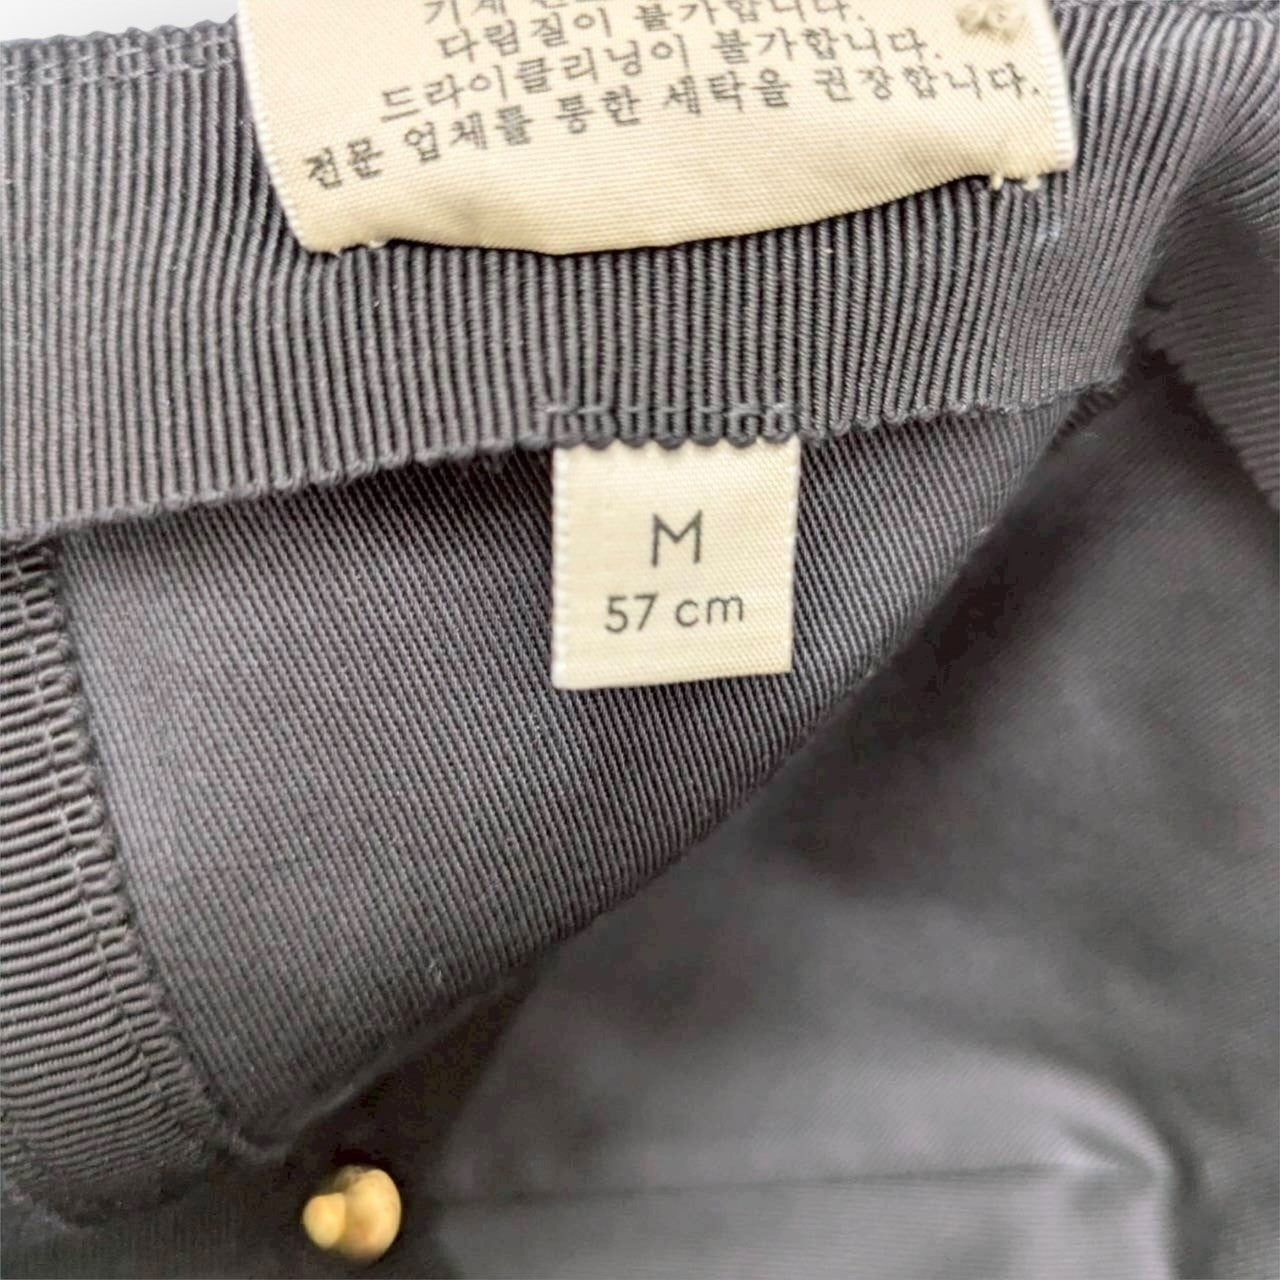 기계
다림질이 불가합니다.
드라이클리닝이 불가합니다.
전문 업체를 통한 세탁을 권장합니다.
M
57 cm